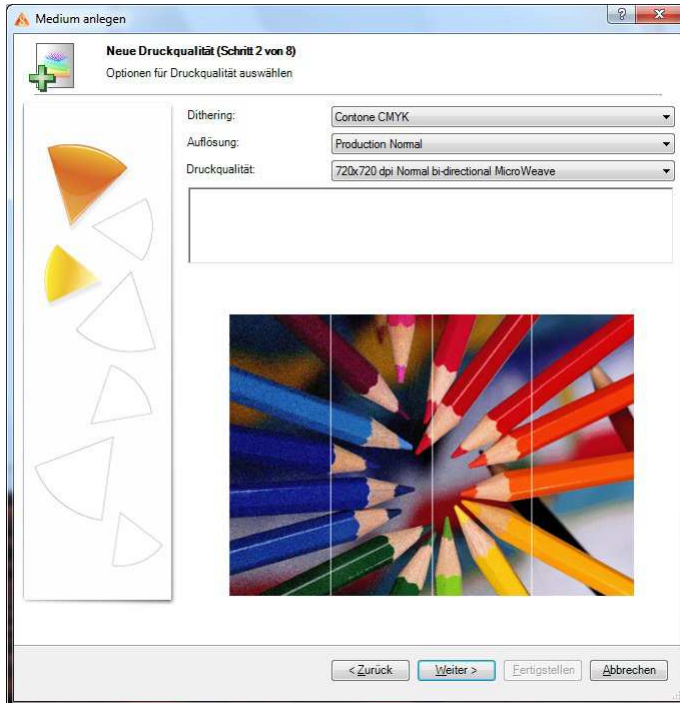 Medium anlegen
Neue Druckqualität (Schritt 2 von 8)
Optionen für Druckqualität auswählen
Dithering: Contone CMYK
Auflösung: Production Normal
Druckqualität: 720x720 dpi Normal bi-directional MicroWeave
< Zurück Weiter > Fertigstellen Abbrechen